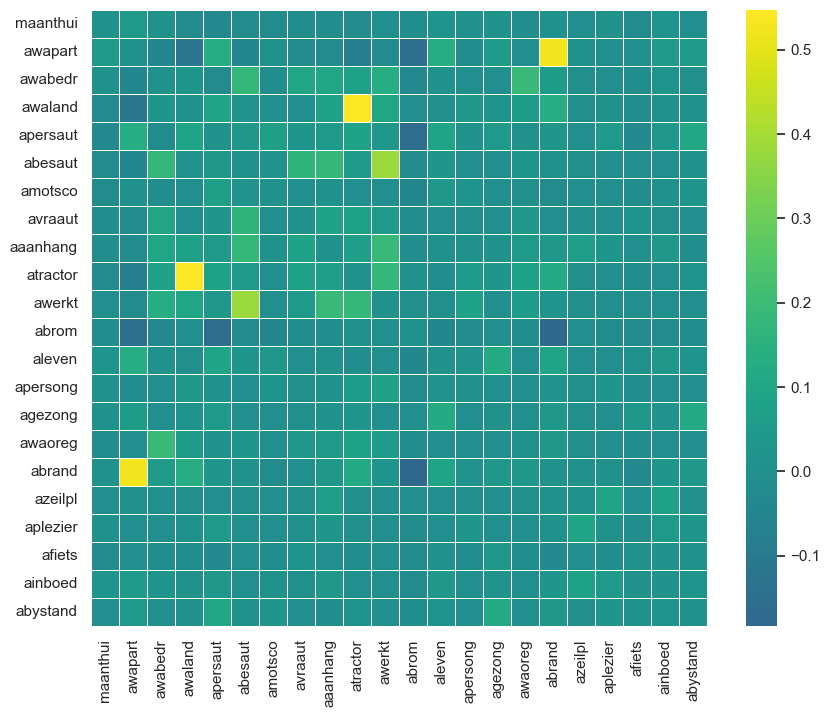 maanthui
awapart
awabedr
awaland
apersaut
abesaut
amotsco
avraaut
aaanhang
atractor
awerkt
abrom
aleven
apersong
agezong
awaoreg
abrand
azeilpl
aplezier
afiets
ainboed
abystand
maanthui
awapart
awabedr
awaland
apersaut
abesaut
amotsco
avraaut
aaanhang
atractor
awerkt
abrom
aleven
apersong
agezong
awaoreg
abrand
azeilpl
aplezier
afiets
ainboed
abystand
0.5
0.4
0.3
0.2
0.1
0.0
−0.1